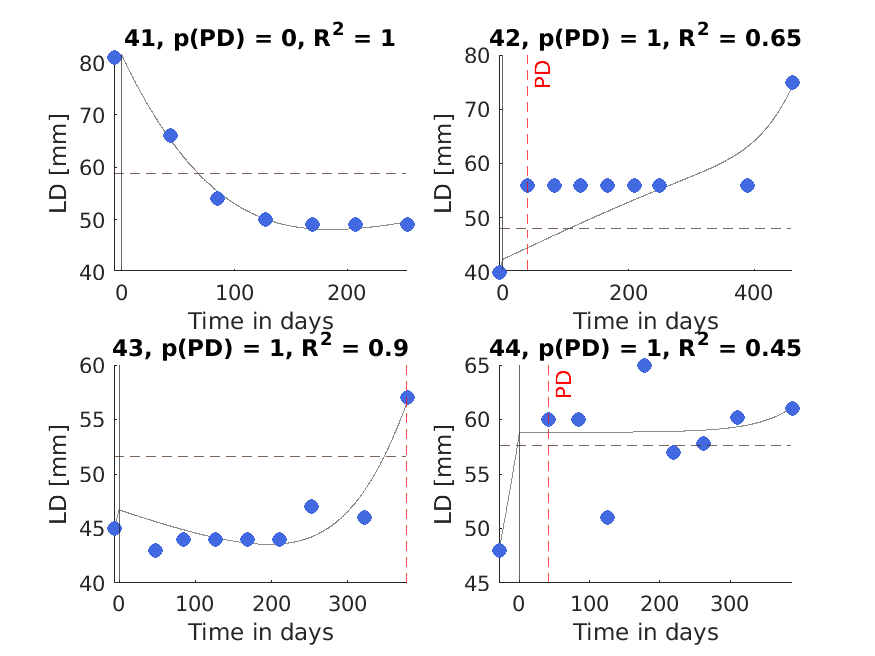 41, p(PD) = 0, R² = 1
80
70
60
50
40
LD [mm]
0 100 200
Time in days
42, p(PD) = 1, R² = 0.65
PD
80
70
60
50
40
LD [mm]
0 200 400
Time in days
43, p(PD) = 1, R² = 0.9
60
55
50
45
40
LD [mm]
0 100 200 300
Time in days
44, p(PD) = 1, R² = 0.45
PD
65
60
55
50
45
LD [mm]
0 100 200 300
Time in days